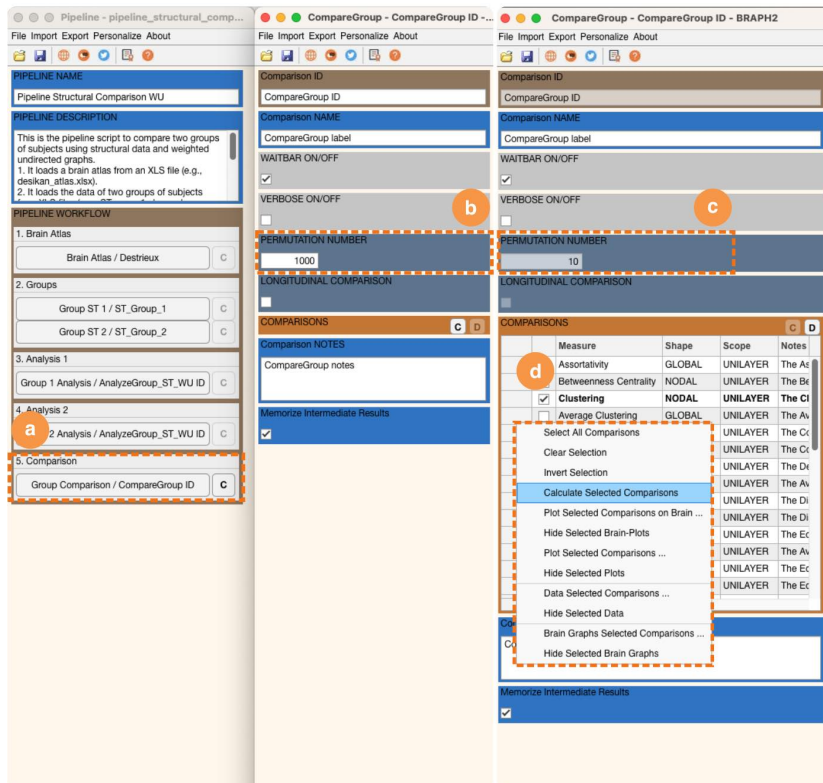 Pipeline - pipeline_structural_comp...
File Import Export Personalize About
PIPELINE NAME
Pipeline Structural Comparison WU
PIPELINE DESCRIPTION
This is the pipeline script to compare two groups
of subjects using structural data and weighted
undirected graphs.
1. It loads a brain atlas from an XLS file (e.g.,
desikan_atlas.xlsx).
2. It loads the data of two groups of subjects
PIPELINE WORKFLOW
1. Brain Atlas
Brain Atlas / Destrieux C
2. Groups
Group ST 1 / ST_Group_1 C
Group ST 2 / ST_Group_2 C
3. Analysis 1
Group 1 Analysis / AnalyzeGroup_ST_WU ID C
4. Analysis 2
a
2 Analysis / AnalyzeGroup_ST_WU ID C
5. Comparison
Group Comparison / CompareGroup ID C
CompareGroup - CompareGroup ID -...
File Import Export Personalize About
Comparison ID
CompareGroup ID
Comparison NAME
CompareGroup label
WAITBAR ON/OFF
VERBOSE ON/OFF
b
PERMUTATION NUMBER
1000
LONGITUDINAL COMPARISON
COMPARISONS C D
Comparison NOTES
CompareGroup notes
Memorize Intermediate Results
CompareGroup - CompareGroup ID - BRAPH2
File Import Export Personalize About
Comparison ID
CompareGroup ID
Comparison NAME
CompareGroup label
WAITBAR ON/OFF
VERBOSE ON/OFF
c
PERMUTATION NUMBER
10
LONGITUDINAL COMPARISON
COMPARISONS C D
Measure Shape Scope Notes
Assortativity GLOBAL UNILAYER The As
d
Betweenness Centrality NODAL UNILAYER The Be
Clustering NODAL UNILAYER The Cl
Average Clustering GLOBAL UNILAYER The Av
UNILAYER The Co
UNILAYER The Co
UNILAYER The De
UNILAYER The Av
UNILAYER The Di
UNILAYER The Di
UNILAYER The Ec
UNILAYER The Av
UNILAYER The Ec
UNILAYER The Ec
Select All Comparisons
Clear Selection
Invert Selection
Calculate Selected Comparisons
Plot Selected Comparisons on Brain ...
Hide Selected Brain-Plots
Plot Selected Comparisons ...
Hide Selected Plots
Data Selected Comparisons ...
Hide Selected Data
Brain Graphs Selected Comparisons ...
Hide Selected Brain Graphs
Memorize Intermediate Results